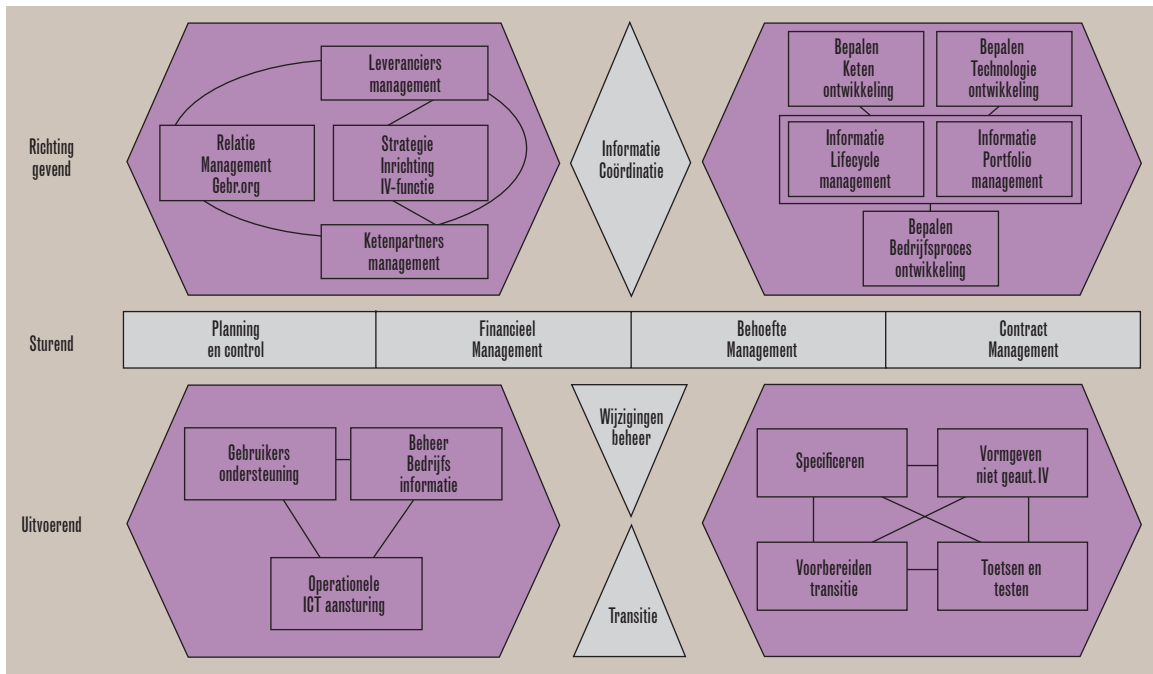 Richting
gevend
Leveranciers
management
Relatie
Management
Gebr.org
Strategie
Inrichting
IV-functie
Ketenpartners
management
Informatie
Coördinatie
Bepalen
Keten
ontwikkeling
Bepalen
Technologie
ontwikkeling
Informatie
Lifecycle
management
Informatie
Portfolio
management
Bepalen
Bedrijfsproces
ontwikkeling
Sturend
Planning
en control
Financieel
Management
Behoefte
Management
Contract
Management
Uitvoerend
Gebruikers
ondersteuning
Beheer
Bedrijfs
informatie
Operationele
ICT aansturing
Wijzigingen
beheer
Transitie
Specificeren
Vormgeven
niet geaut. IV
Voorbereiden
transitie
Toetsen en
testen